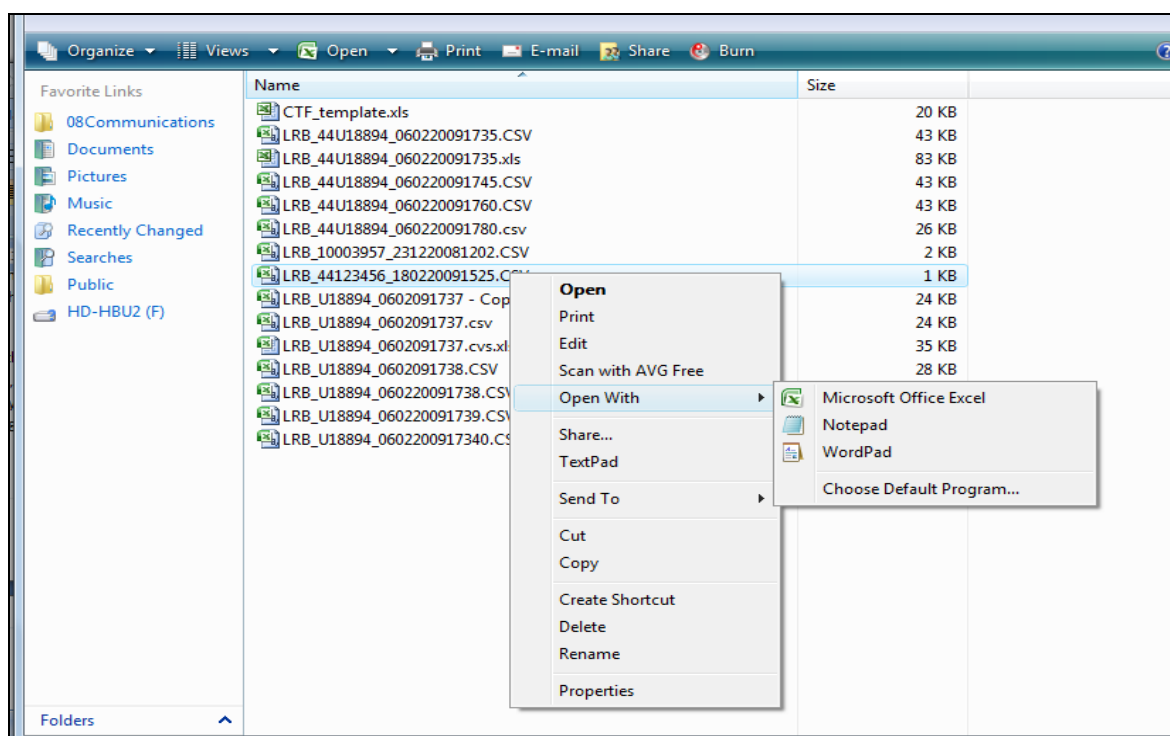 Organize Views Open Print E-mail Share Burn
Favorite Links
08Communications
Documents
Pictures
Music
Recently Changed
Searches
Public
HD-HBU2 (F)
Folders
Name Size
CTF_template.xls 20 KB
LRB_44U18894_060220091735.CSV 43 KB
LRB_44U18894_060220091735.xls 83 KB
LRB_44U18894_060220091745.CSV 43 KB
LRB_44U18894_060220091760.CSV 43 KB
LRB_44U18894_060220091780.csv 26 KB
LRB_10003957_231220081202.CSV 2 KB
LRB_44123456_180220091525.CSV 1 KB
LRB_U18894_0602091737 - Cop 24 KB
LRB_U18894_0602091737.csv 24 KB
LRB_U18894_0602091737.cvs.xl 35 KB
LRB_U18894_0602091738.CSV 28 KB
LRB_U18894_060220091738.CSV
LRB_U18894_060220091739.CSV
LRB_U18894_0602200917340.CS
Open
Print
Edit
Scan with AVG Free
Open With
Share...
TextPad
Send To
Cut
Copy
Create Shortcut
Delete
Rename
Properties
Microsoft Office Excel
Notepad
WordPad
Choose Default Program...